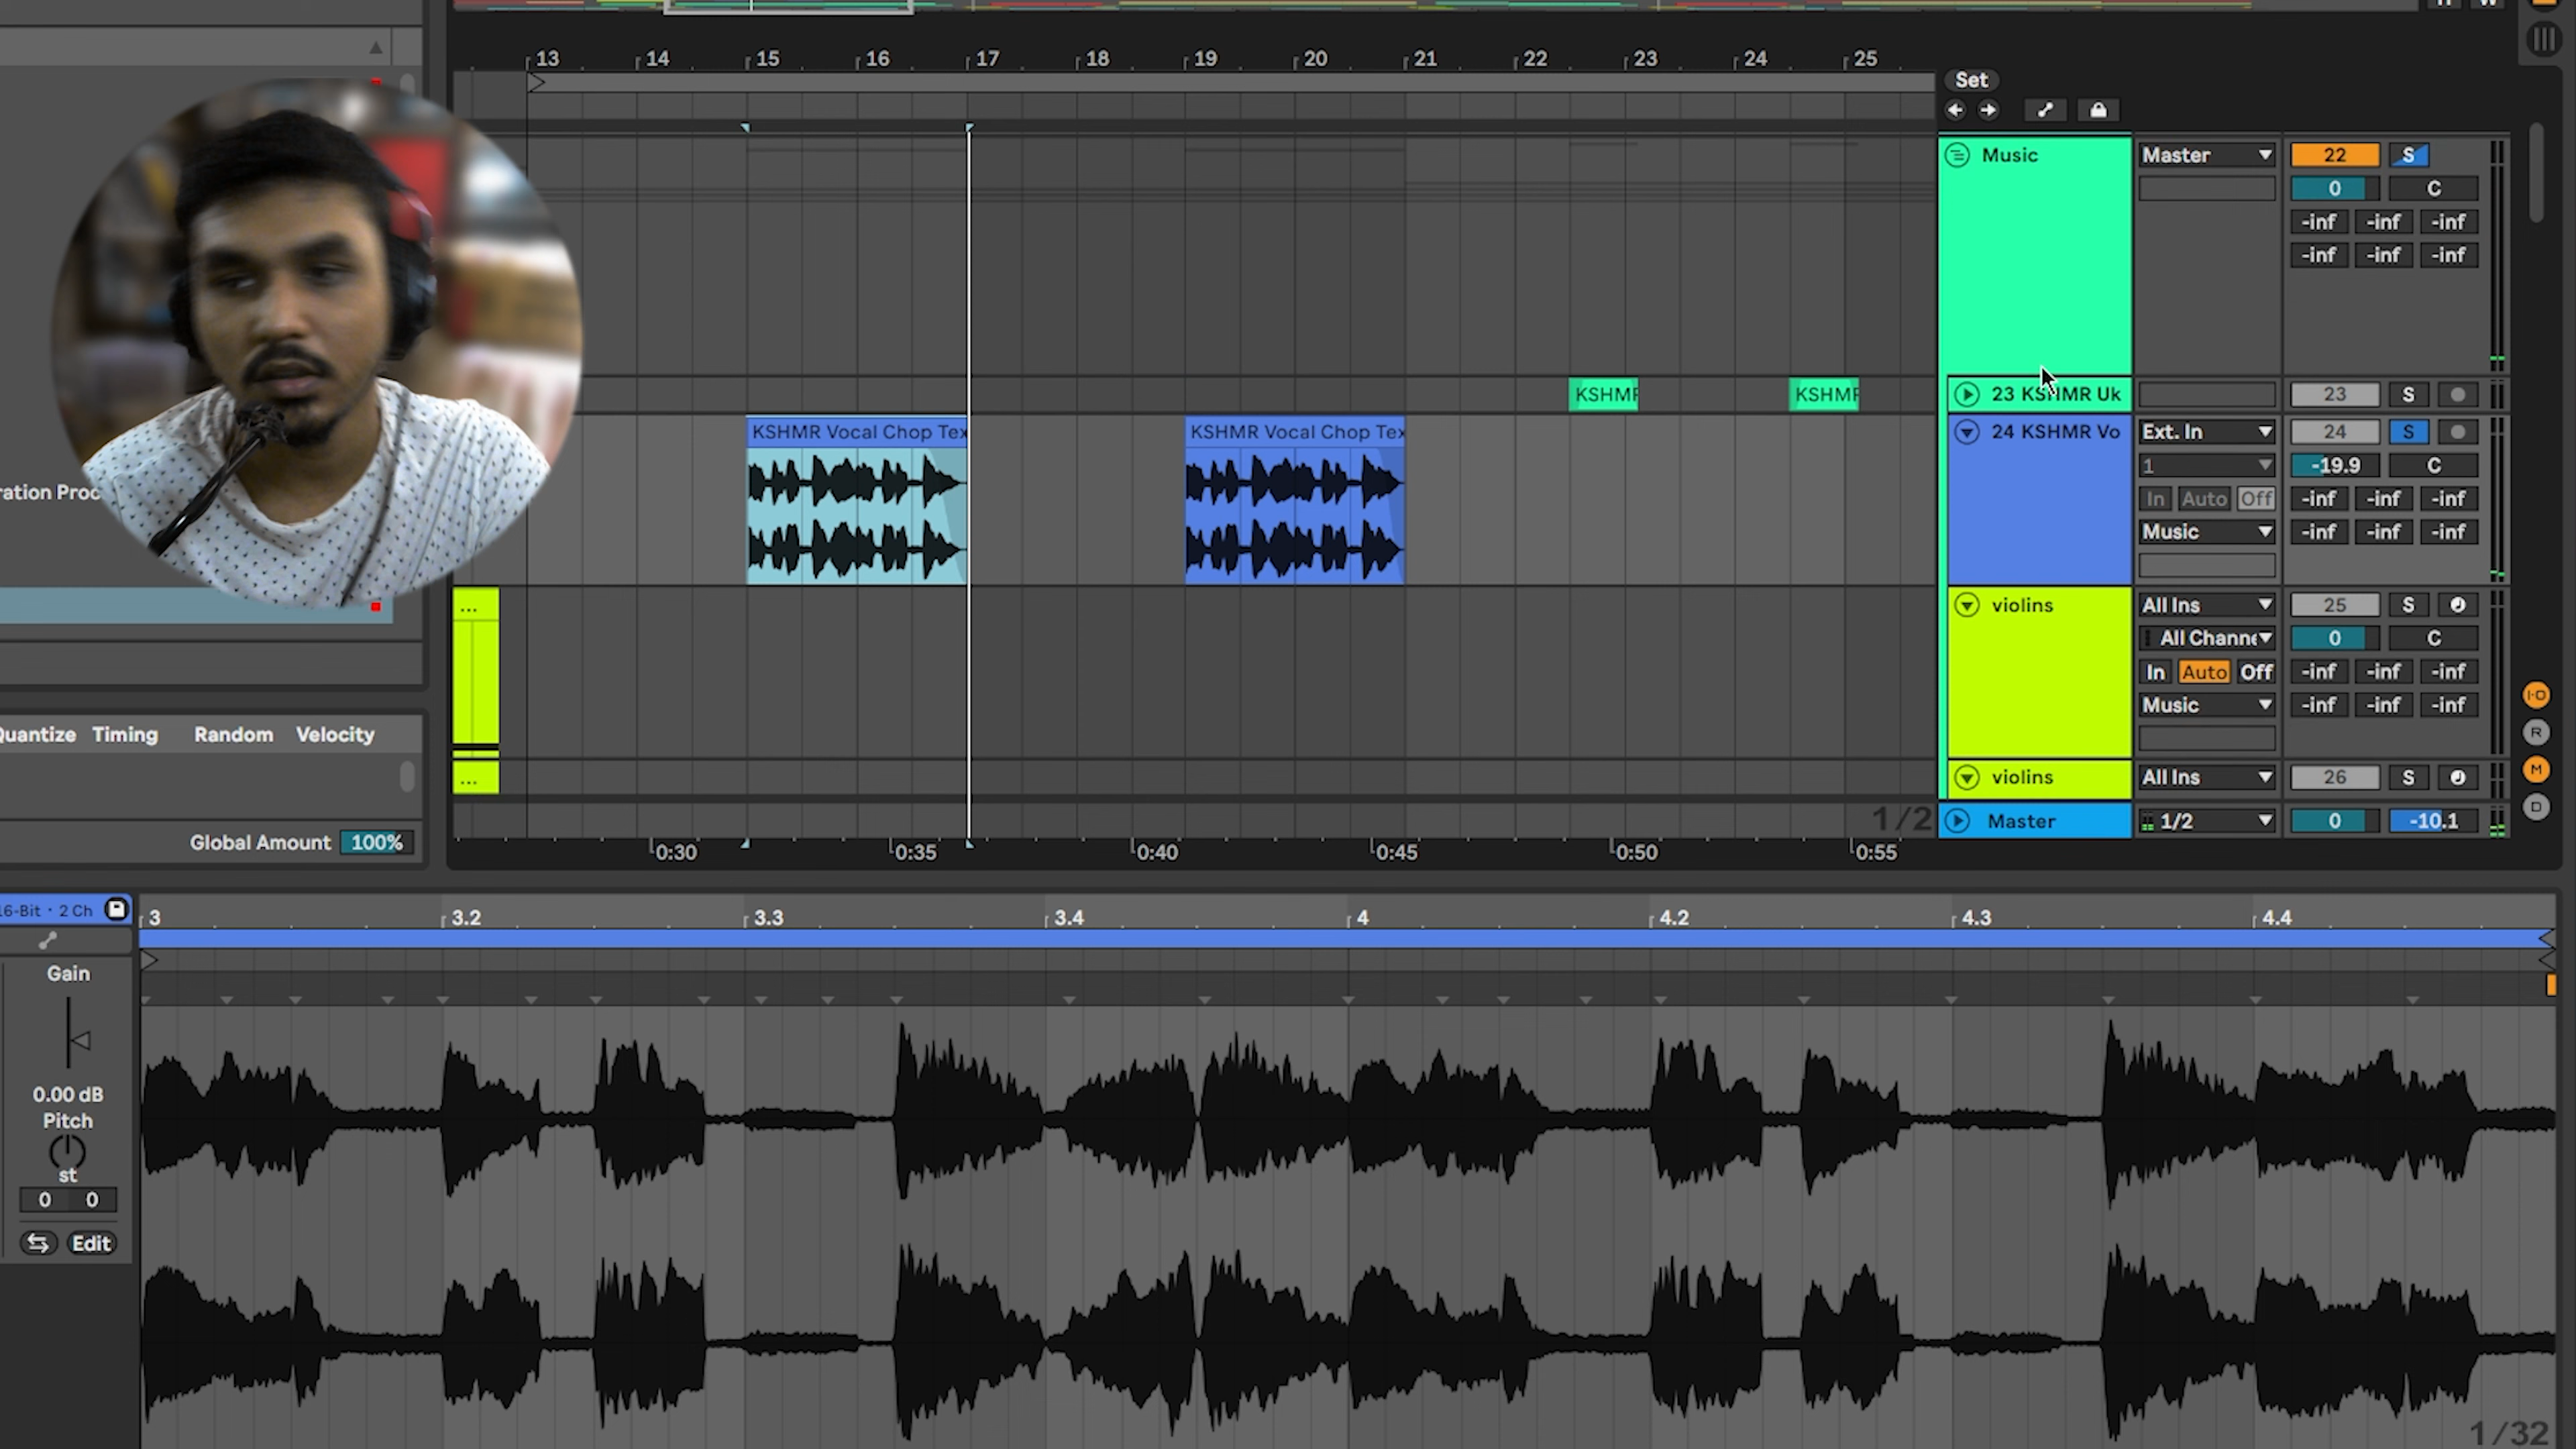 13 14 15 16 17 18 19 20 21 22 23 24 25
Set
Music Master 22 S
0 C
-inf -inf -inf
-inf -inf -inf
KSHMR KSHMR 23 KSHMR Uk 23 S
KSHMR Vocal Chop Tex KSHMR Vocal Chop Tex 24 KSHMR Vo Ext. In 24 S
1 -19.9 C
ration Proc In Auto Off -inf -inf -inf
Music -inf -inf -inf
... violins All Ins 25 S
All Channe 0 C
In Auto Off -inf -inf -inf
Music -inf -inf -inf
I·O
R
M
D
Quantize Timing Random Velocity
... violins All Ins 26 S
1/2 Master 1/2 0 -10.1
Global Amount 100%
0:30 0:35 0:40 0:45 0:50 0:55
16-Bit · 2 Ch
3 3.2 3.3 3.4 4 4.2 4.3 4.4
Gain
0.00 dB
Pitch
st
0 0
Edit
1/32